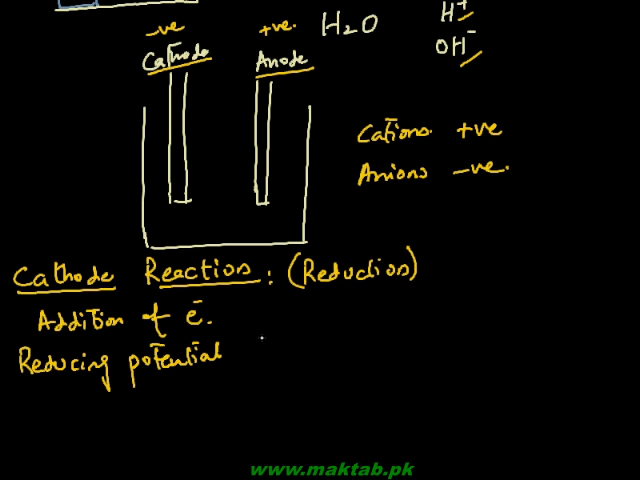 -ve +ve. H₂O H⁺
Cathode Anode OH⁻
Cations. +ve
Anions -ve.
Cathode Reaction: (Reduction)
Addition of e⁻.
Reducing potential
www.maktab.pk